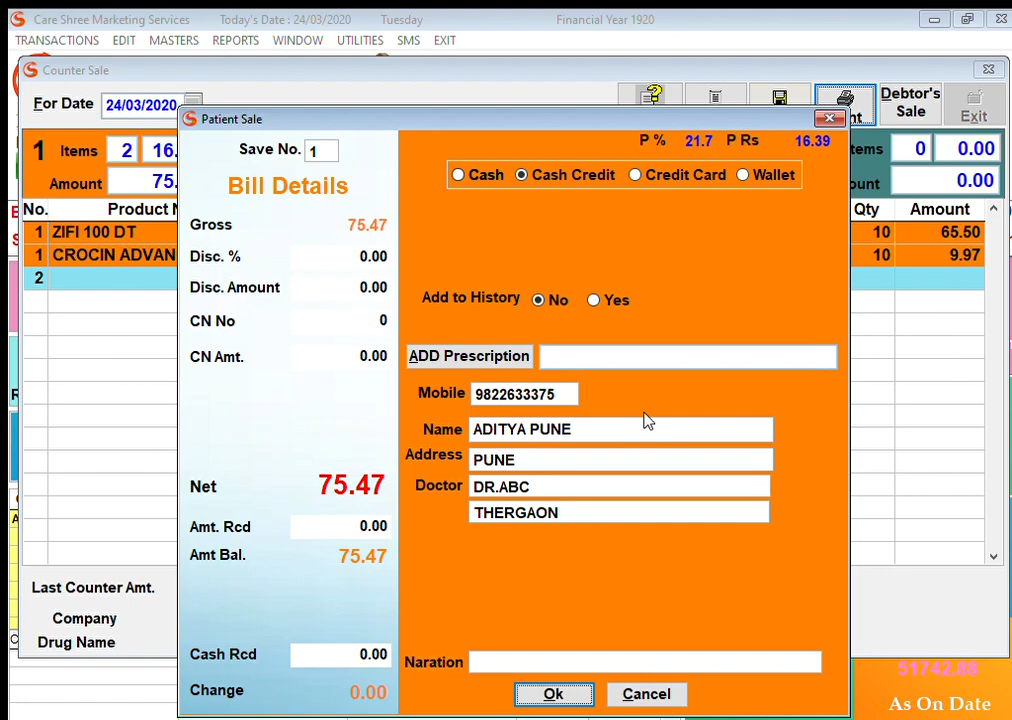 Care Shree Marketing Services Today's Date : 24/03/2020 Tuesday Financial Year 1920
TRANSACTIONS EDIT MASTERS REPORTS WINDOW UTILITIES SMS EXIT
Counter Sale
For Date 24/03/2020
Debtor's Sale
Exit
1 Items 2 16.
Amount 75.
0 0.00
0.00
No. Product N
Qty Amount
1 ZIFI 100 DT 10 65.50
1 CROCIN ADVAN 10 9.97
2
Last Counter Amt.
Company
Drug Name
Patient Sale
Save No. 1
Bill Details
Gross 75.47
Disc. % 0.00
Disc. Amount 0.00
CN No 0
CN Amt. 0.00
Net 75.47
Amt. Rcd 0.00
Amt Bal. 75.47
Cash Rcd 0.00
Change 0.00
P % 21.7 P Rs 16.39
Cash Cash Credit Credit Card Wallet
Add to History No Yes
ADD Prescription
Mobile 9822633375
Name ADITYA PUNE
Address PUNE
Doctor DR.ABC
THERGAON
Naration
Ok Cancel
51742.88
As On Date